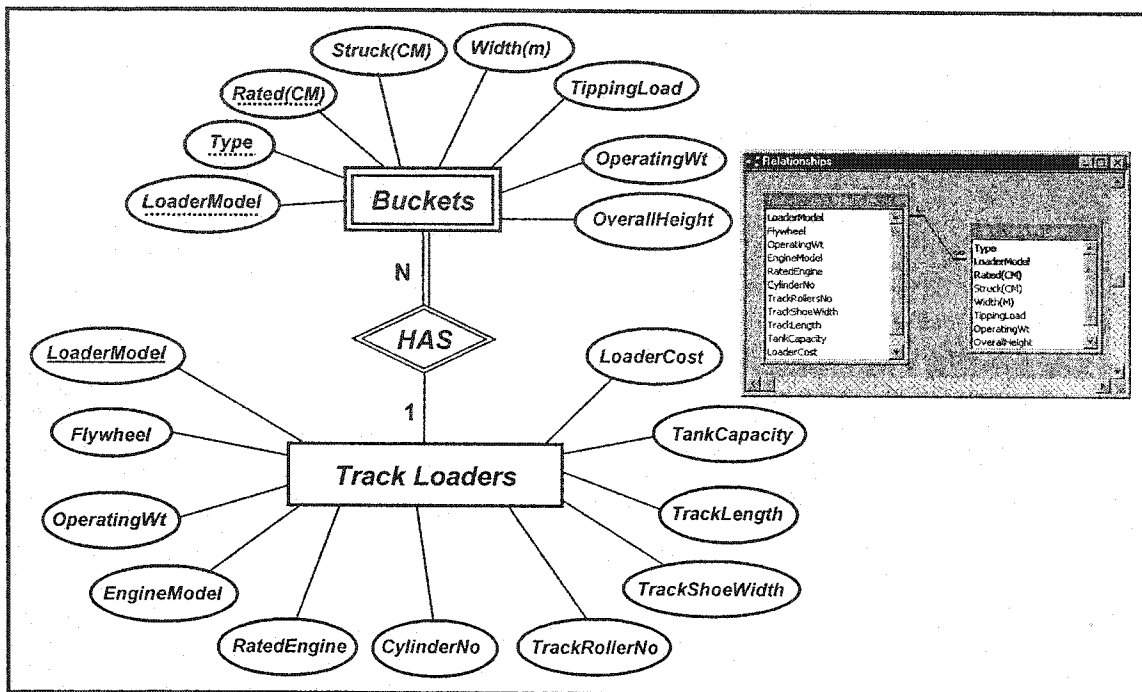 Struck(CM)
Width(m)
Rated(CM)
TippingLoad
Type
OperatingWt
LoaderModel
Buckets
OverallHeight
N
HAS
LoaderModel
LoaderCost
1
Flywheel
TankCapacity
Track Loaders
OperatingWt
TrackLength
EngineModel
TrackShoeWidth
RatedEngine
CylinderNo
TrackRollerNo
Relationships
LoaderModel
Flywheel
OperatingWt
EngineModel
RatedEngine
CylinderNo
TrackRollersNo
TrackShoeWidth
TrackLength
TankCapacity
LoaderCost
1
∞
Type
LoaderModel
Rated(CM)
Struck(CM)
Width(M)
TippingLoad
OperatingWt
OverallHeight